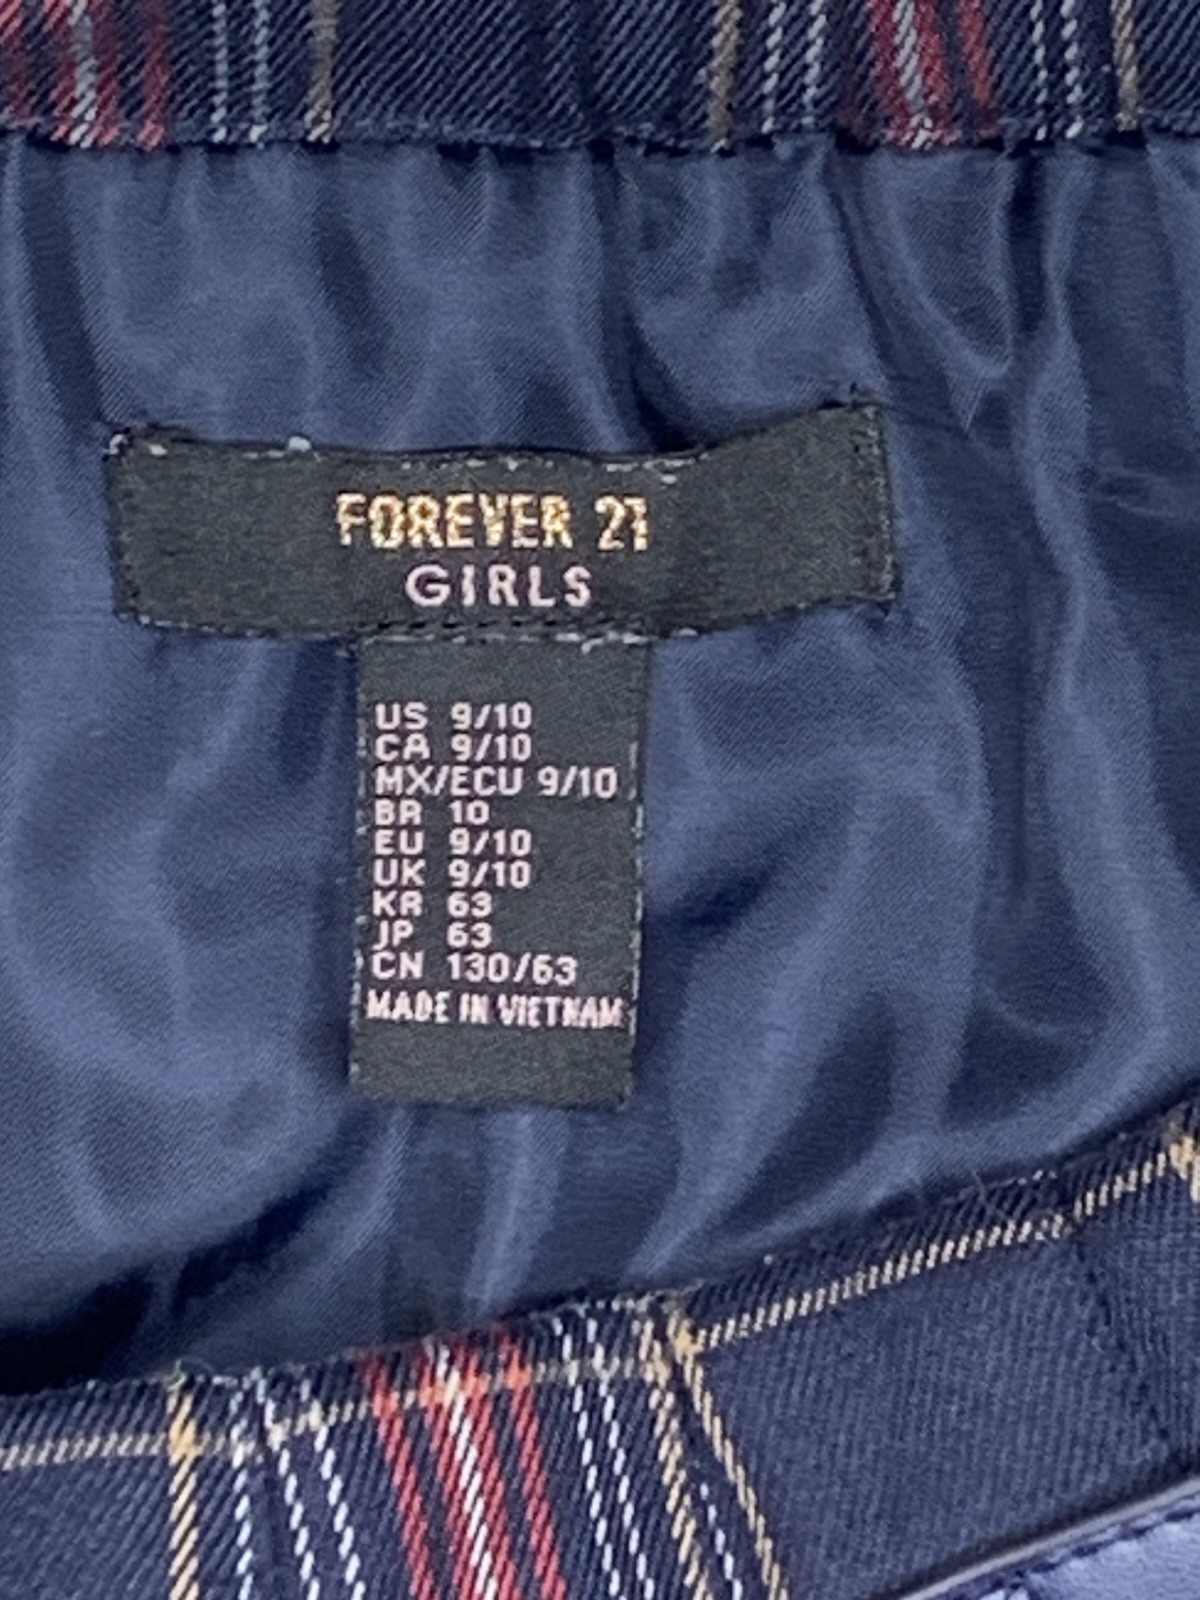 FOREVER 21
GIRLS
US 9/10
CA 9/10
MX/ECU 9/10
BR 10
EU 9/10
UK 9/10
KR 63
JP 63
CN 130/63
MADE IN VIETNAM